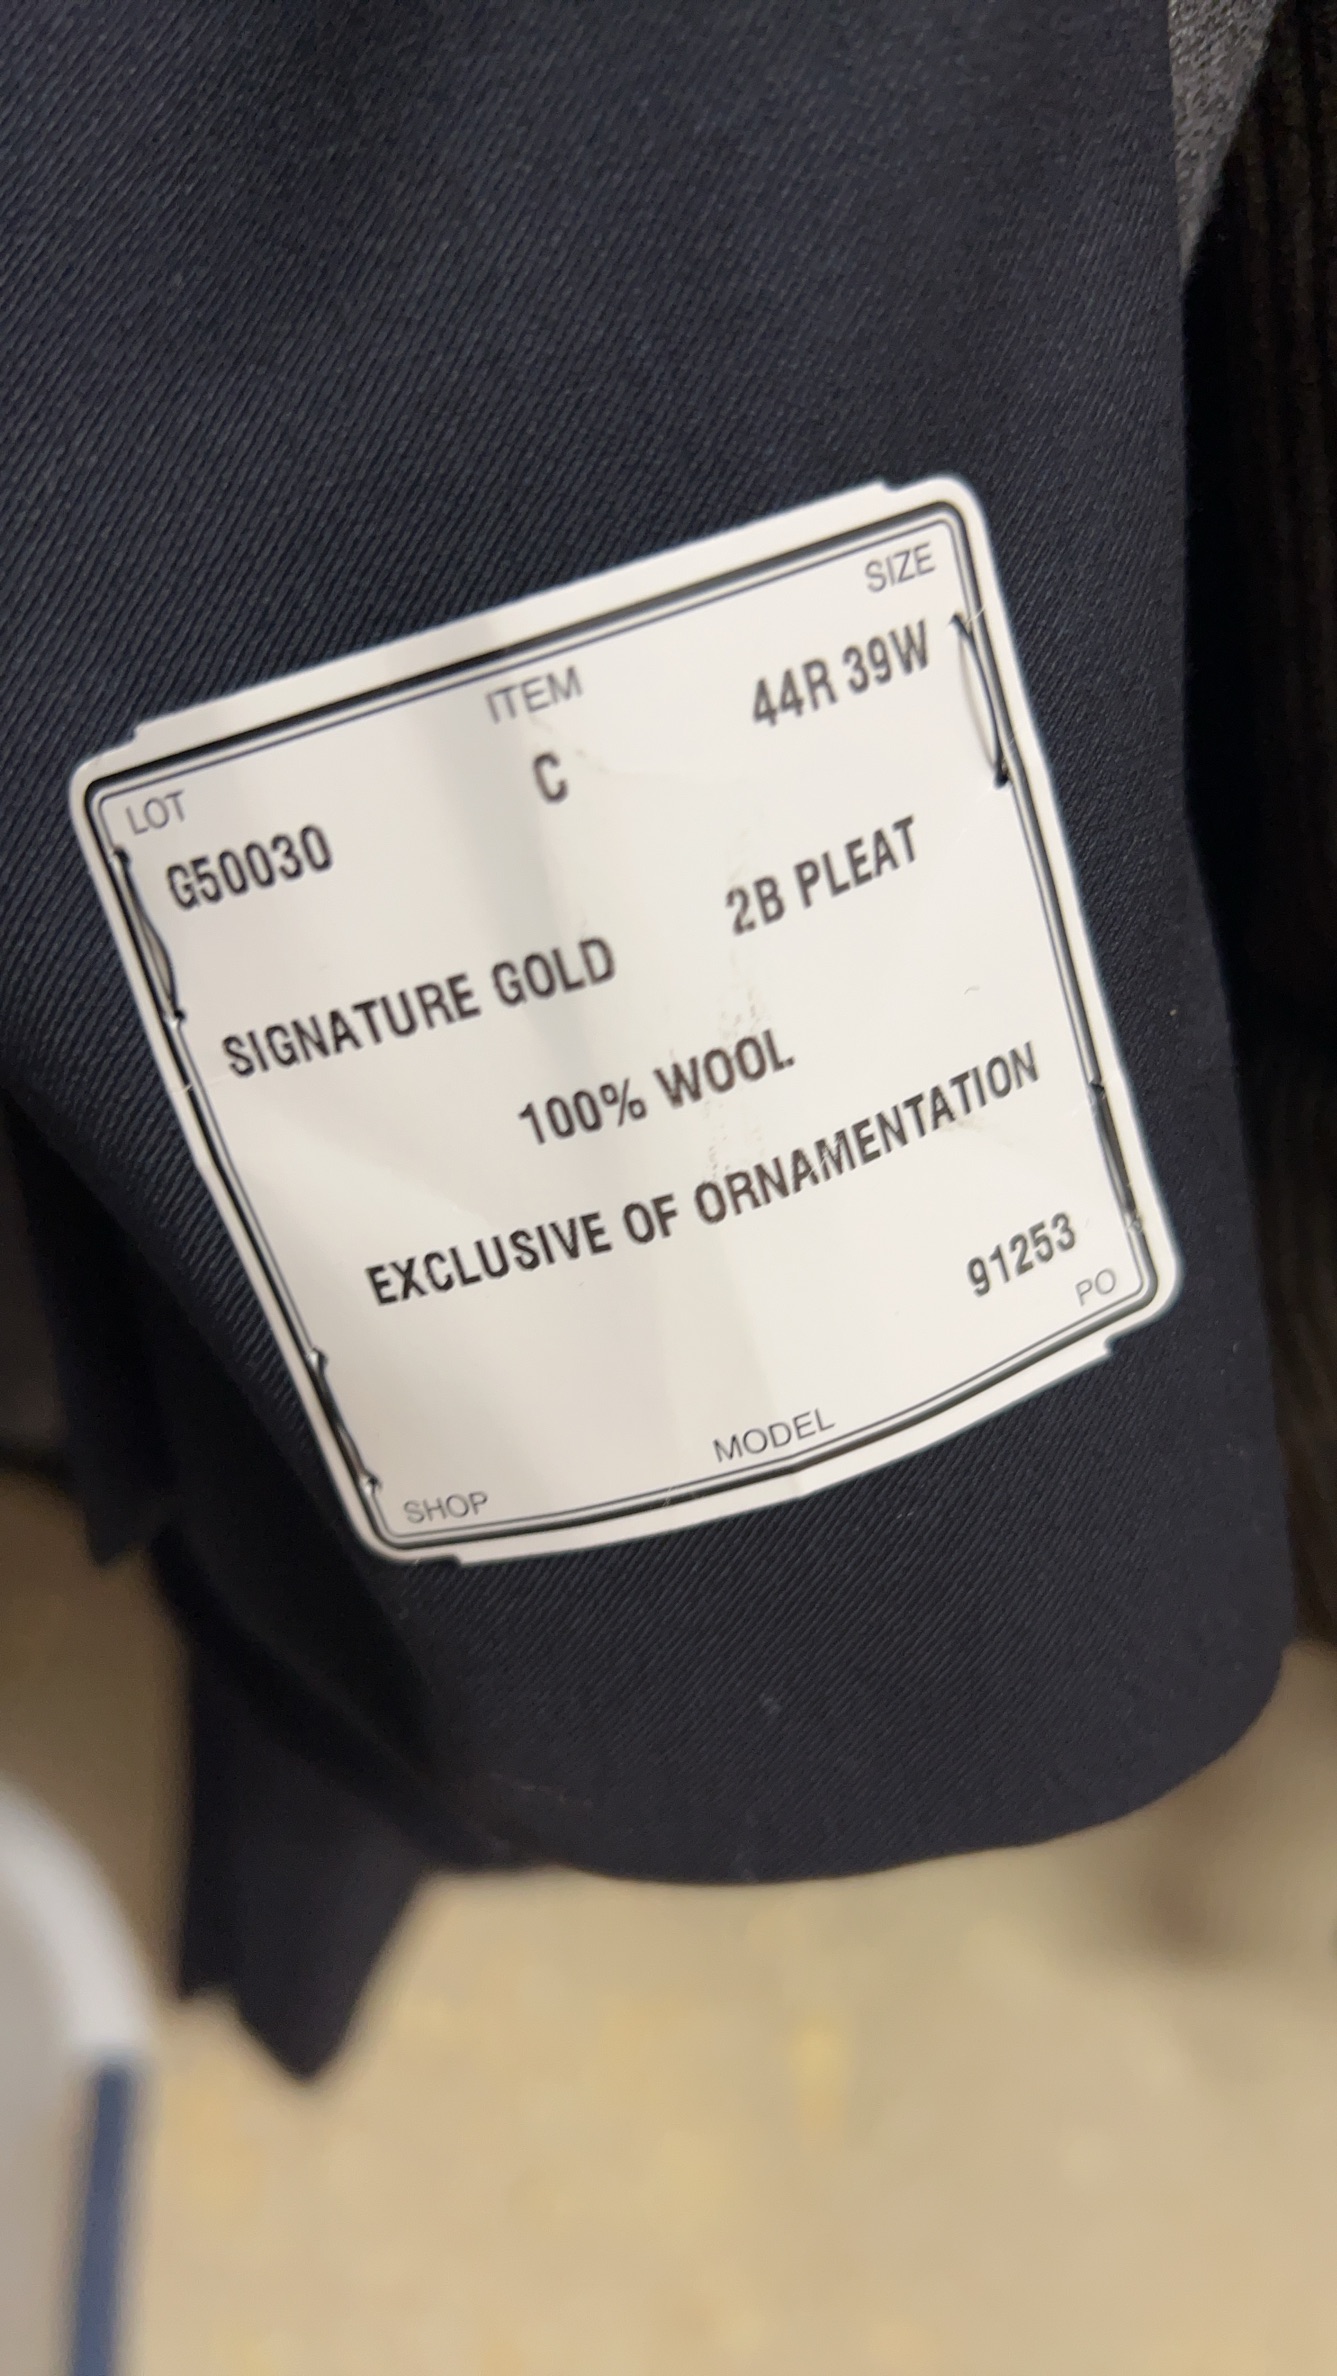 LOT ITEM SIZE
G50030 C 44R 39W
SIGNATURE GOLD 2B PLEAT
100% WOOL
EXCLUSIVE OF ORNAMENTATION
91253
SHOP MODEL PO